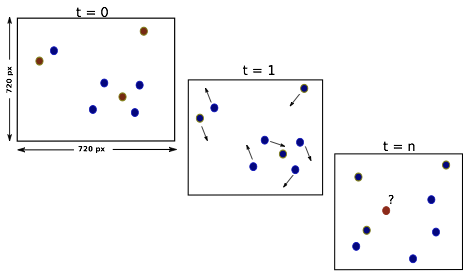 t = 0
720 px
720 px
t = 1
t = n
?